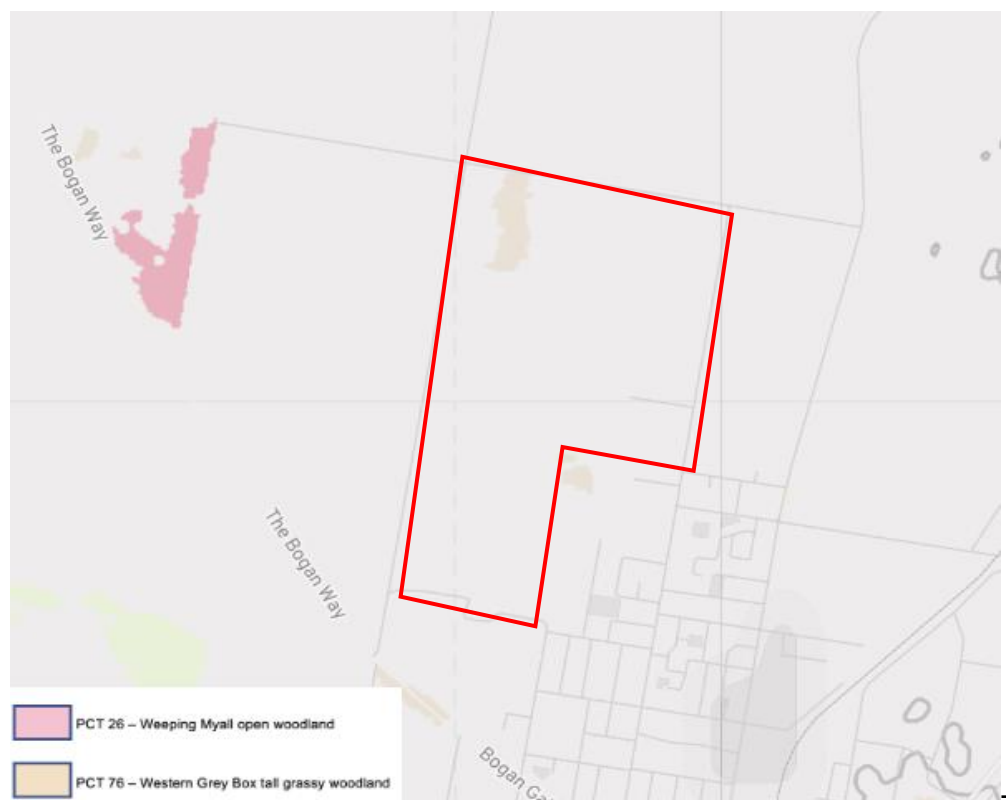 The Bogan Way
The Bogan Way
PCT 26 – Weeping Myall open woodland
PCT 76 – Western Grey Box tall grassy woodland
Bogan